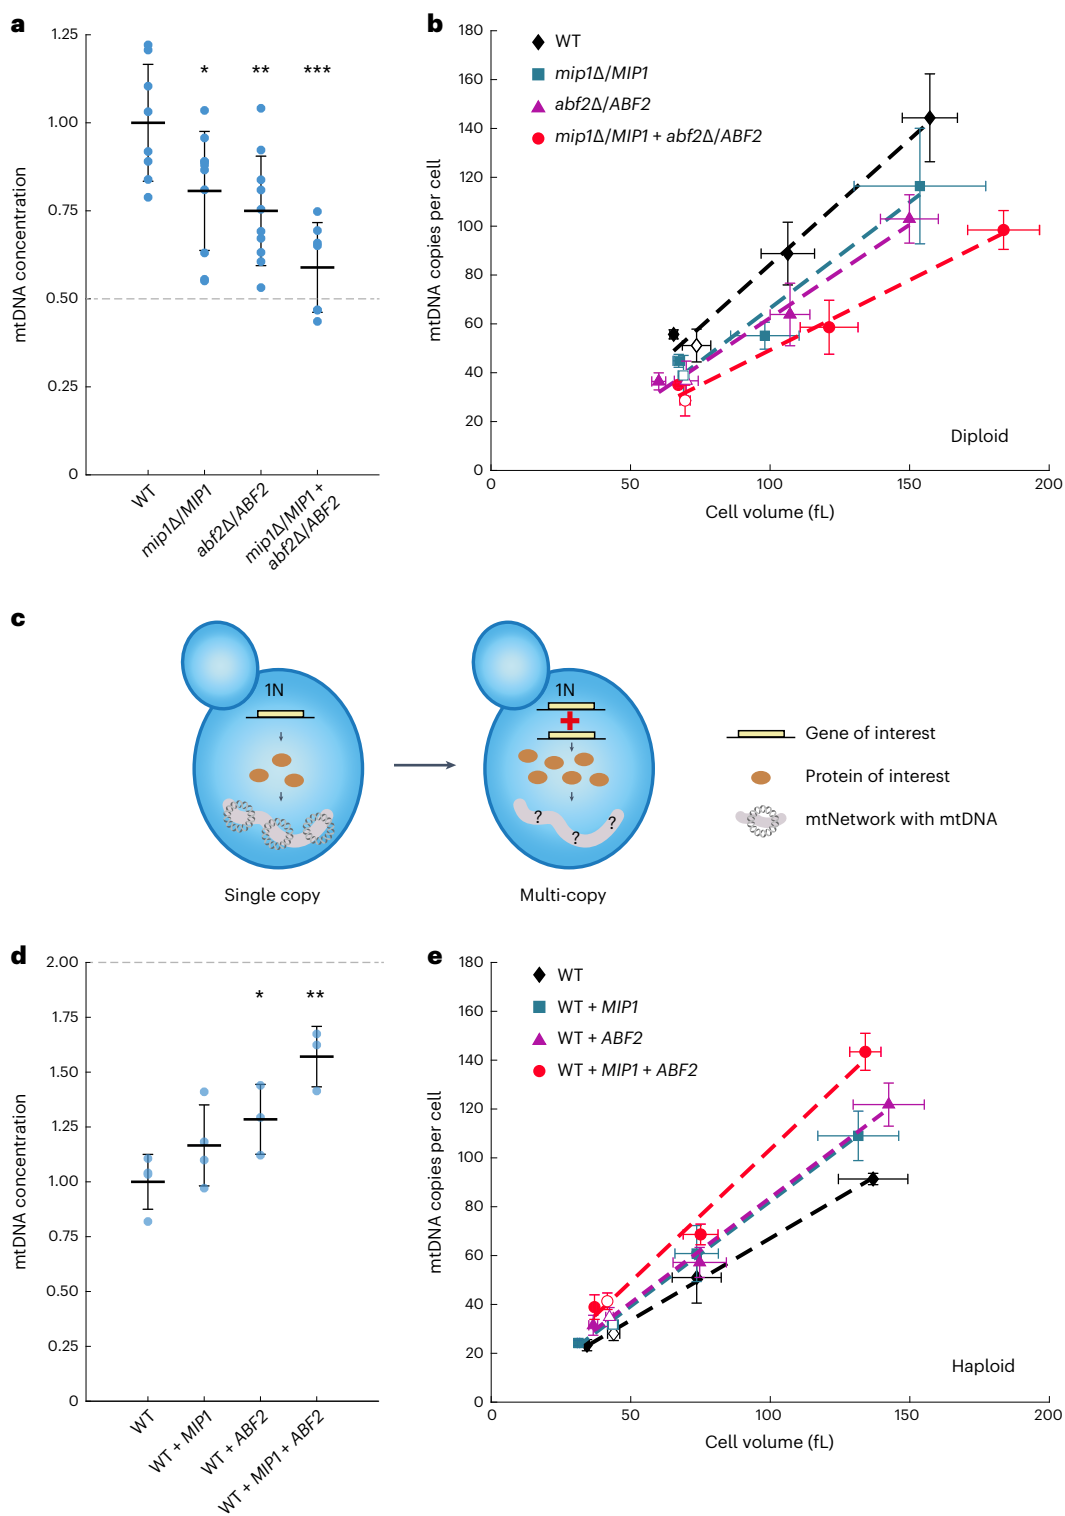 a
1.25
1.00
0.75
0.50
0.25
0
mtDNA concentration
*
**
***
WT
mip1Δ/MIP1
abf2Δ/ABF2
mip1Δ/MIP1 +
abf2Δ/ABF2
b
180
160
140
120
100
80
60
40
20
0
mtDNA copies per cell
WT
mip1Δ/MIP1
abf2Δ/ABF2
mip1Δ/MIP1 + abf2Δ/ABF2
Diploid
0
50
100
150
200
Cell volume (fL)
c
1N
1N
?
?
?
Single copy
Multi-copy
Gene of interest
Protein of interest
mtNetwork with mtDNA
d
2.00
1.75
1.50
1.25
1.00
0.75
0.50
0.25
0
mtDNA concentration
*
**
WT
WT + MIP1
WT + ABF2
WT + MIP1 + ABF2
e
180
160
140
120
100
80
60
40
20
0
mtDNA copies per cell
WT
WT + MIP1
WT + ABF2
WT + MIP1 + ABF2
Haploid
0
50
100
150
200
Cell volume (fL)